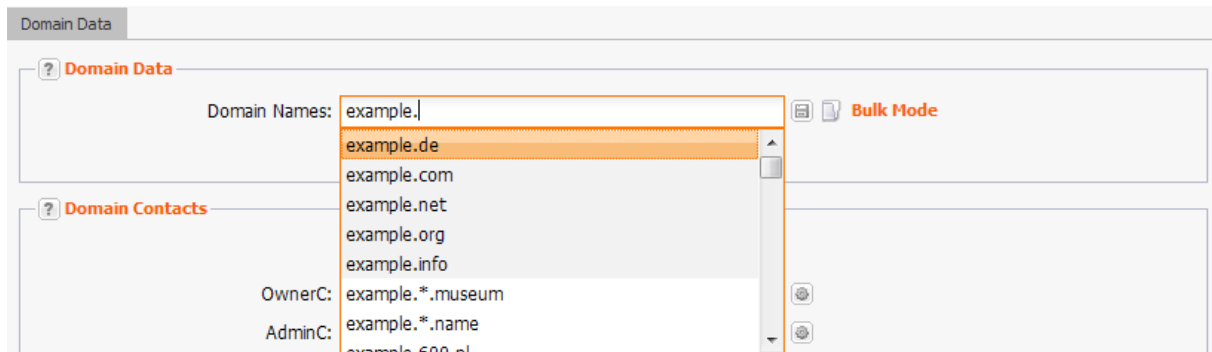 Domain Data
? Domain Data
Domain Names: example.
Bulk Mode
example.de
example.com
example.net
example.org
example.info
example.*.museum
example.*.name
? Domain Contacts
OwnerC:
AdminC: